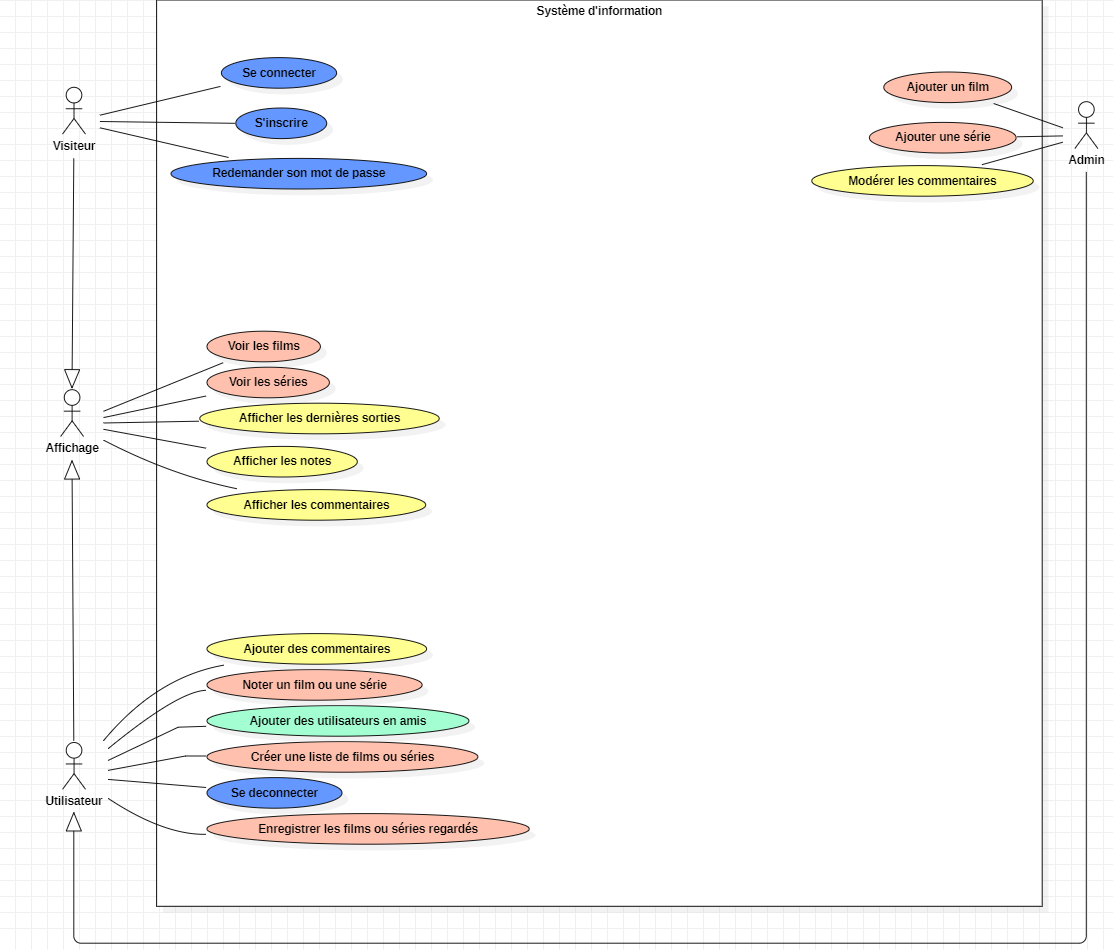 Système d'information
Se connecter
S'inscrire
Redemander son mot de passe
Visiteur
Ajouter un film
Ajouter une série
Modérer les commentaires
Admin
Voir les films
Voir les séries
Afficher les dernières sorties
Afficher les notes
Afficher les commentaires
Affichage
Ajouter des commentaires
Noter un film ou une série
Ajouter des utilisateurs en amis
Créer une liste de films ou séries
Se deconnecter
Enregistrer les films ou séries regardés
Utilisateur